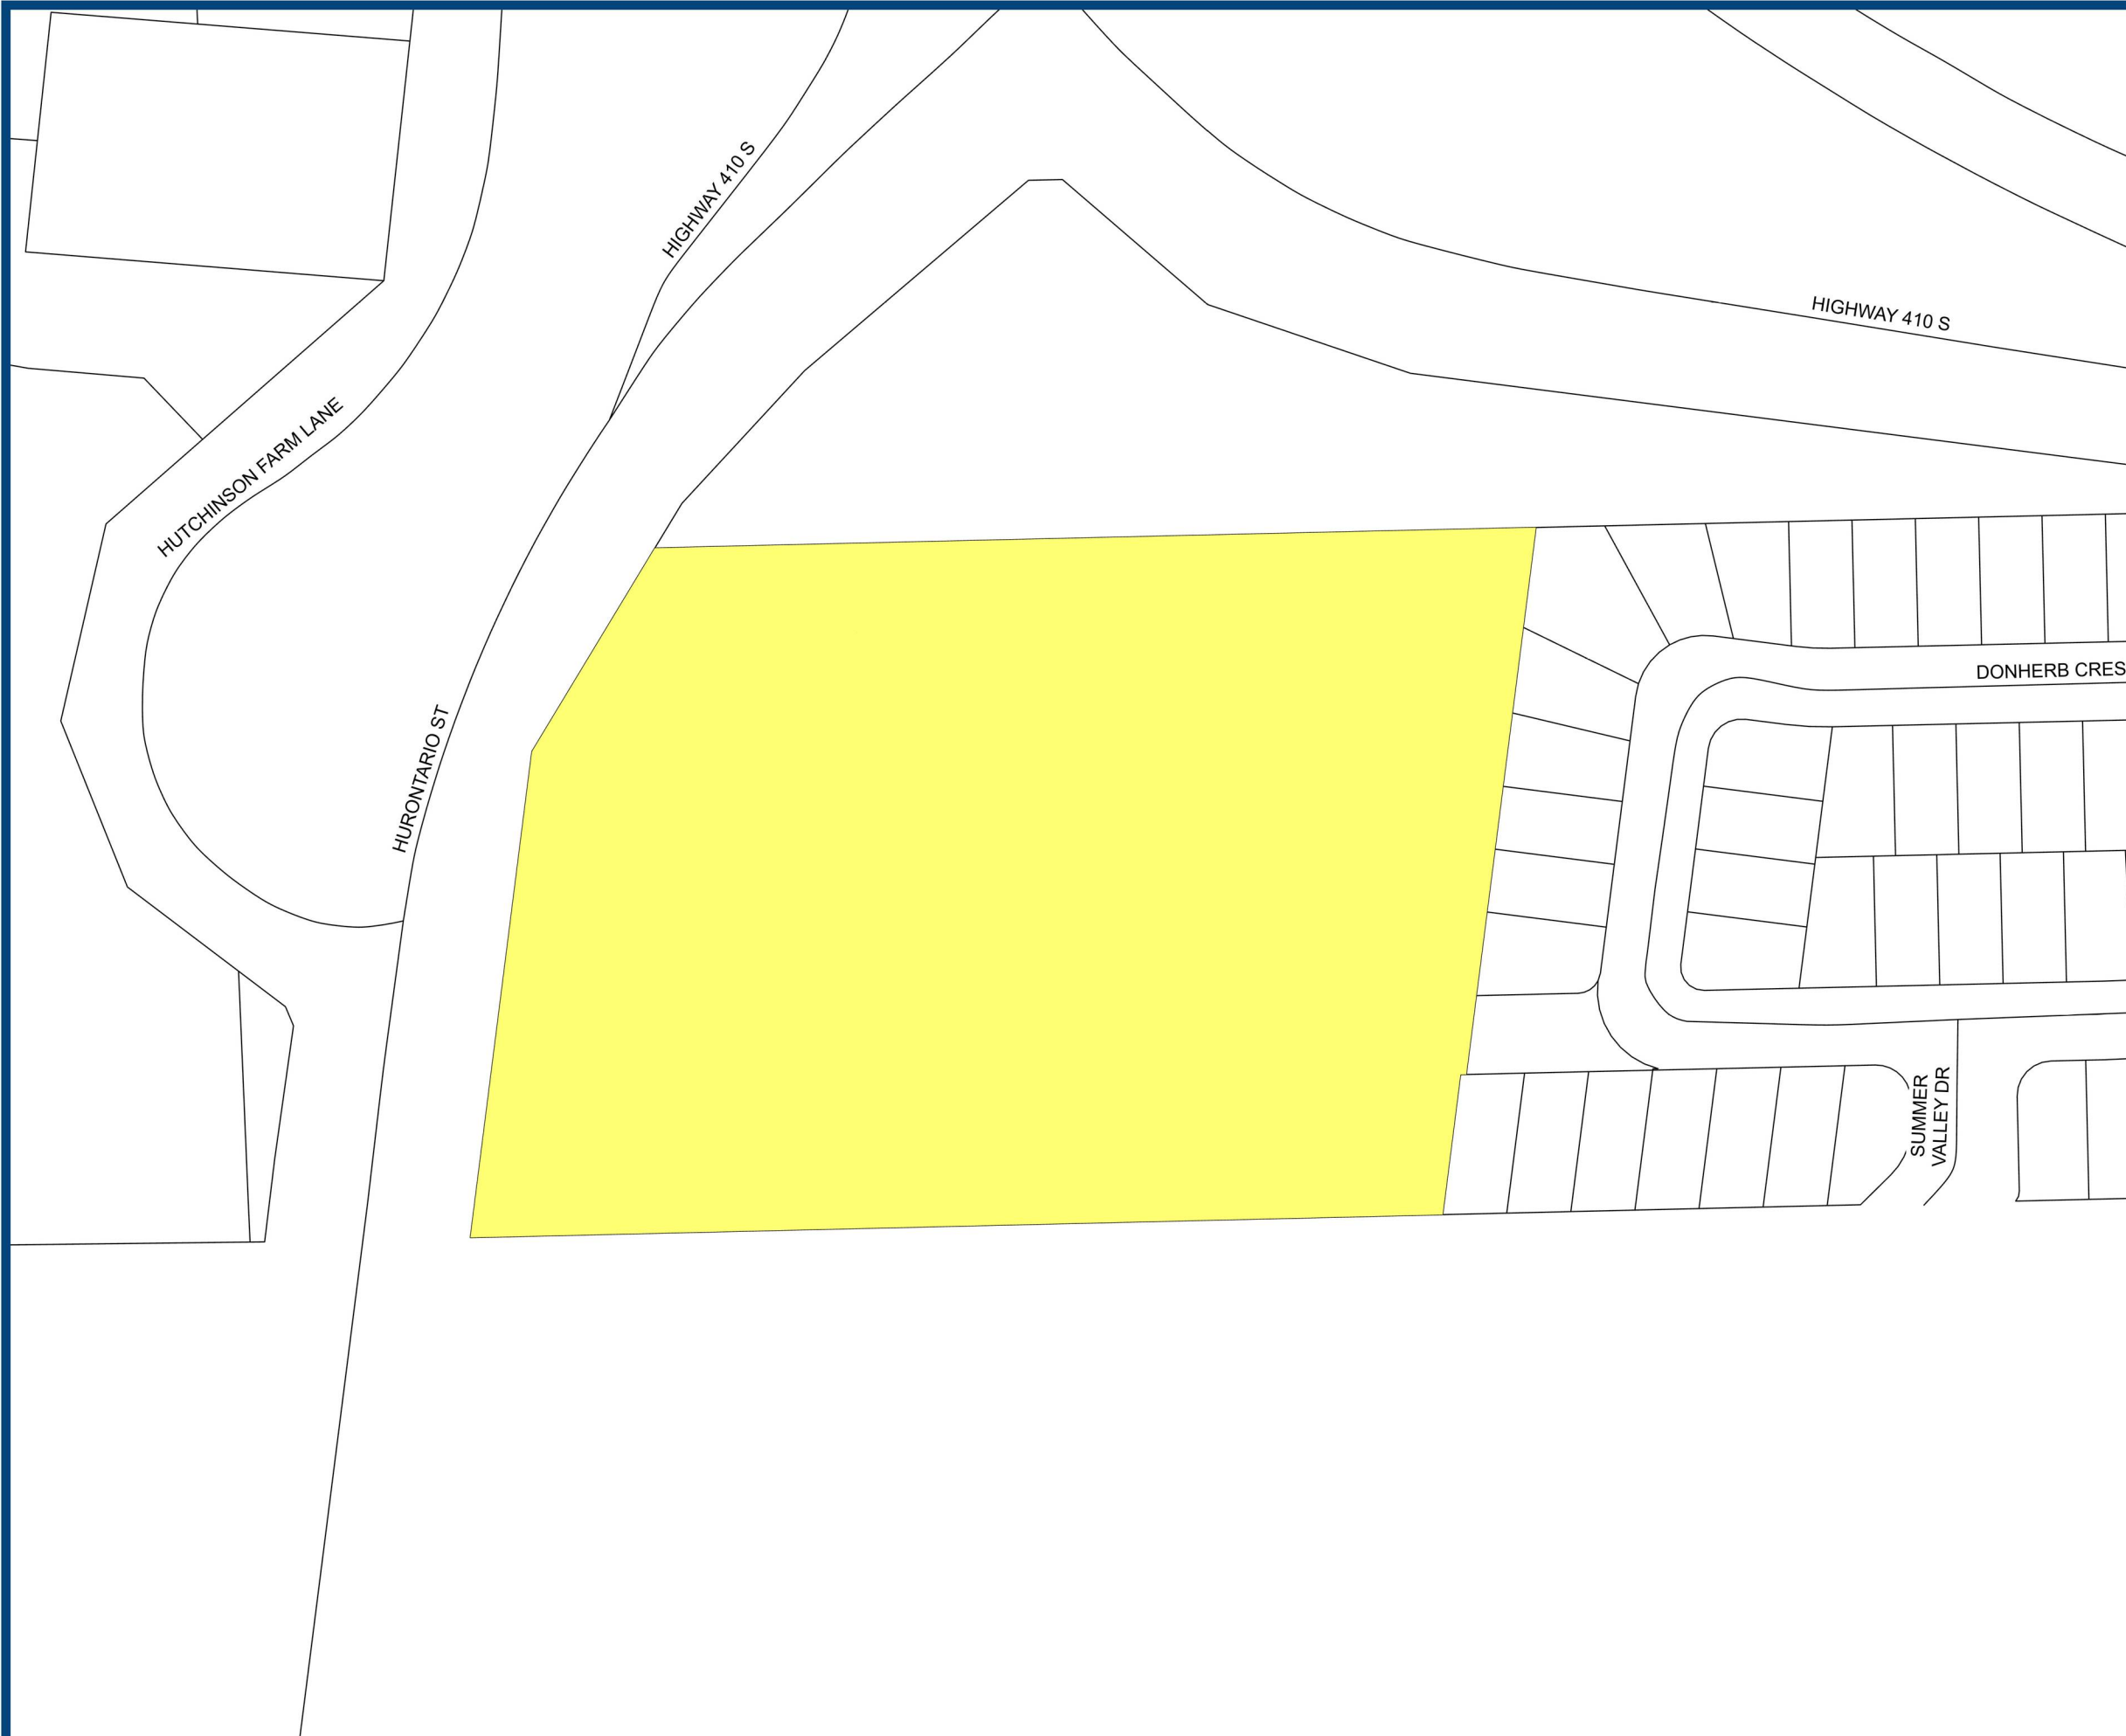 HIGHWAY 410 S
HIGHWAY 410 S
HUTCHINSON FARM LANE
DONHERB CRES
HURONTARIO ST
SUMMER
VALLEY DR